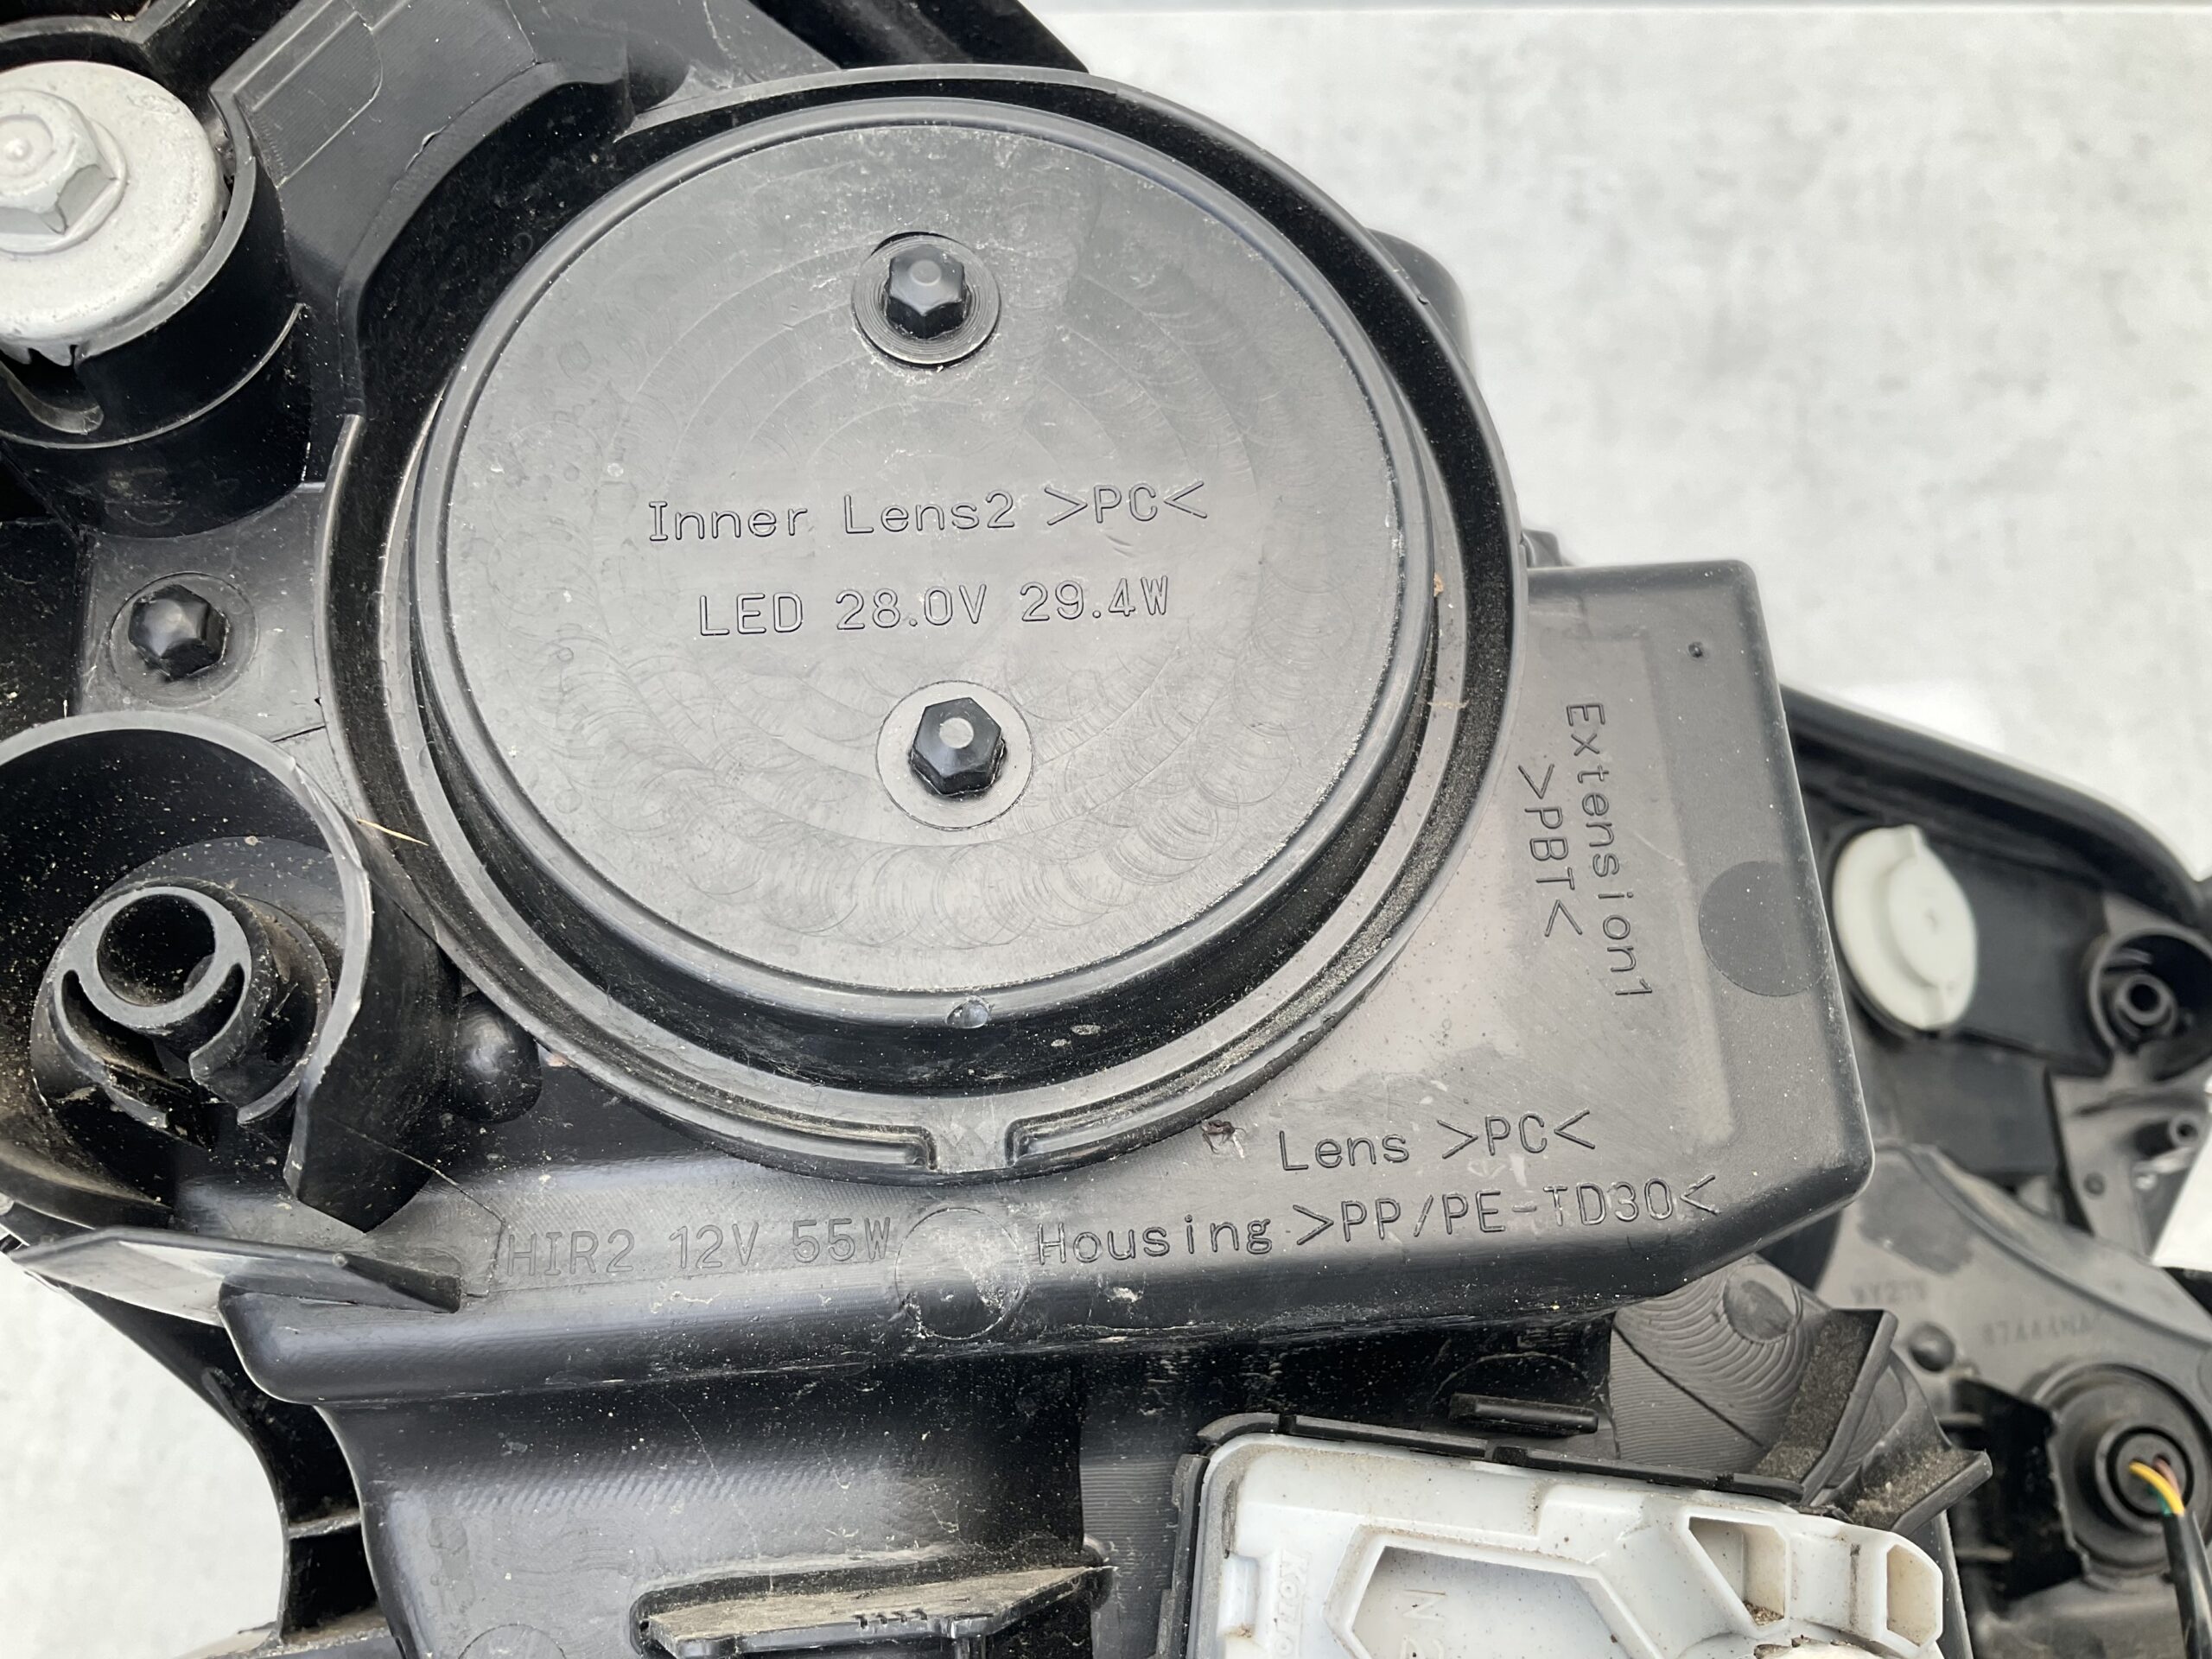 Inner Lens2 >PC<
LED 28.0V 29.4W
Extension1
>PBT<
Lens >PC<
HIR2 12V 55W
Housing >PP/PE-TD30<